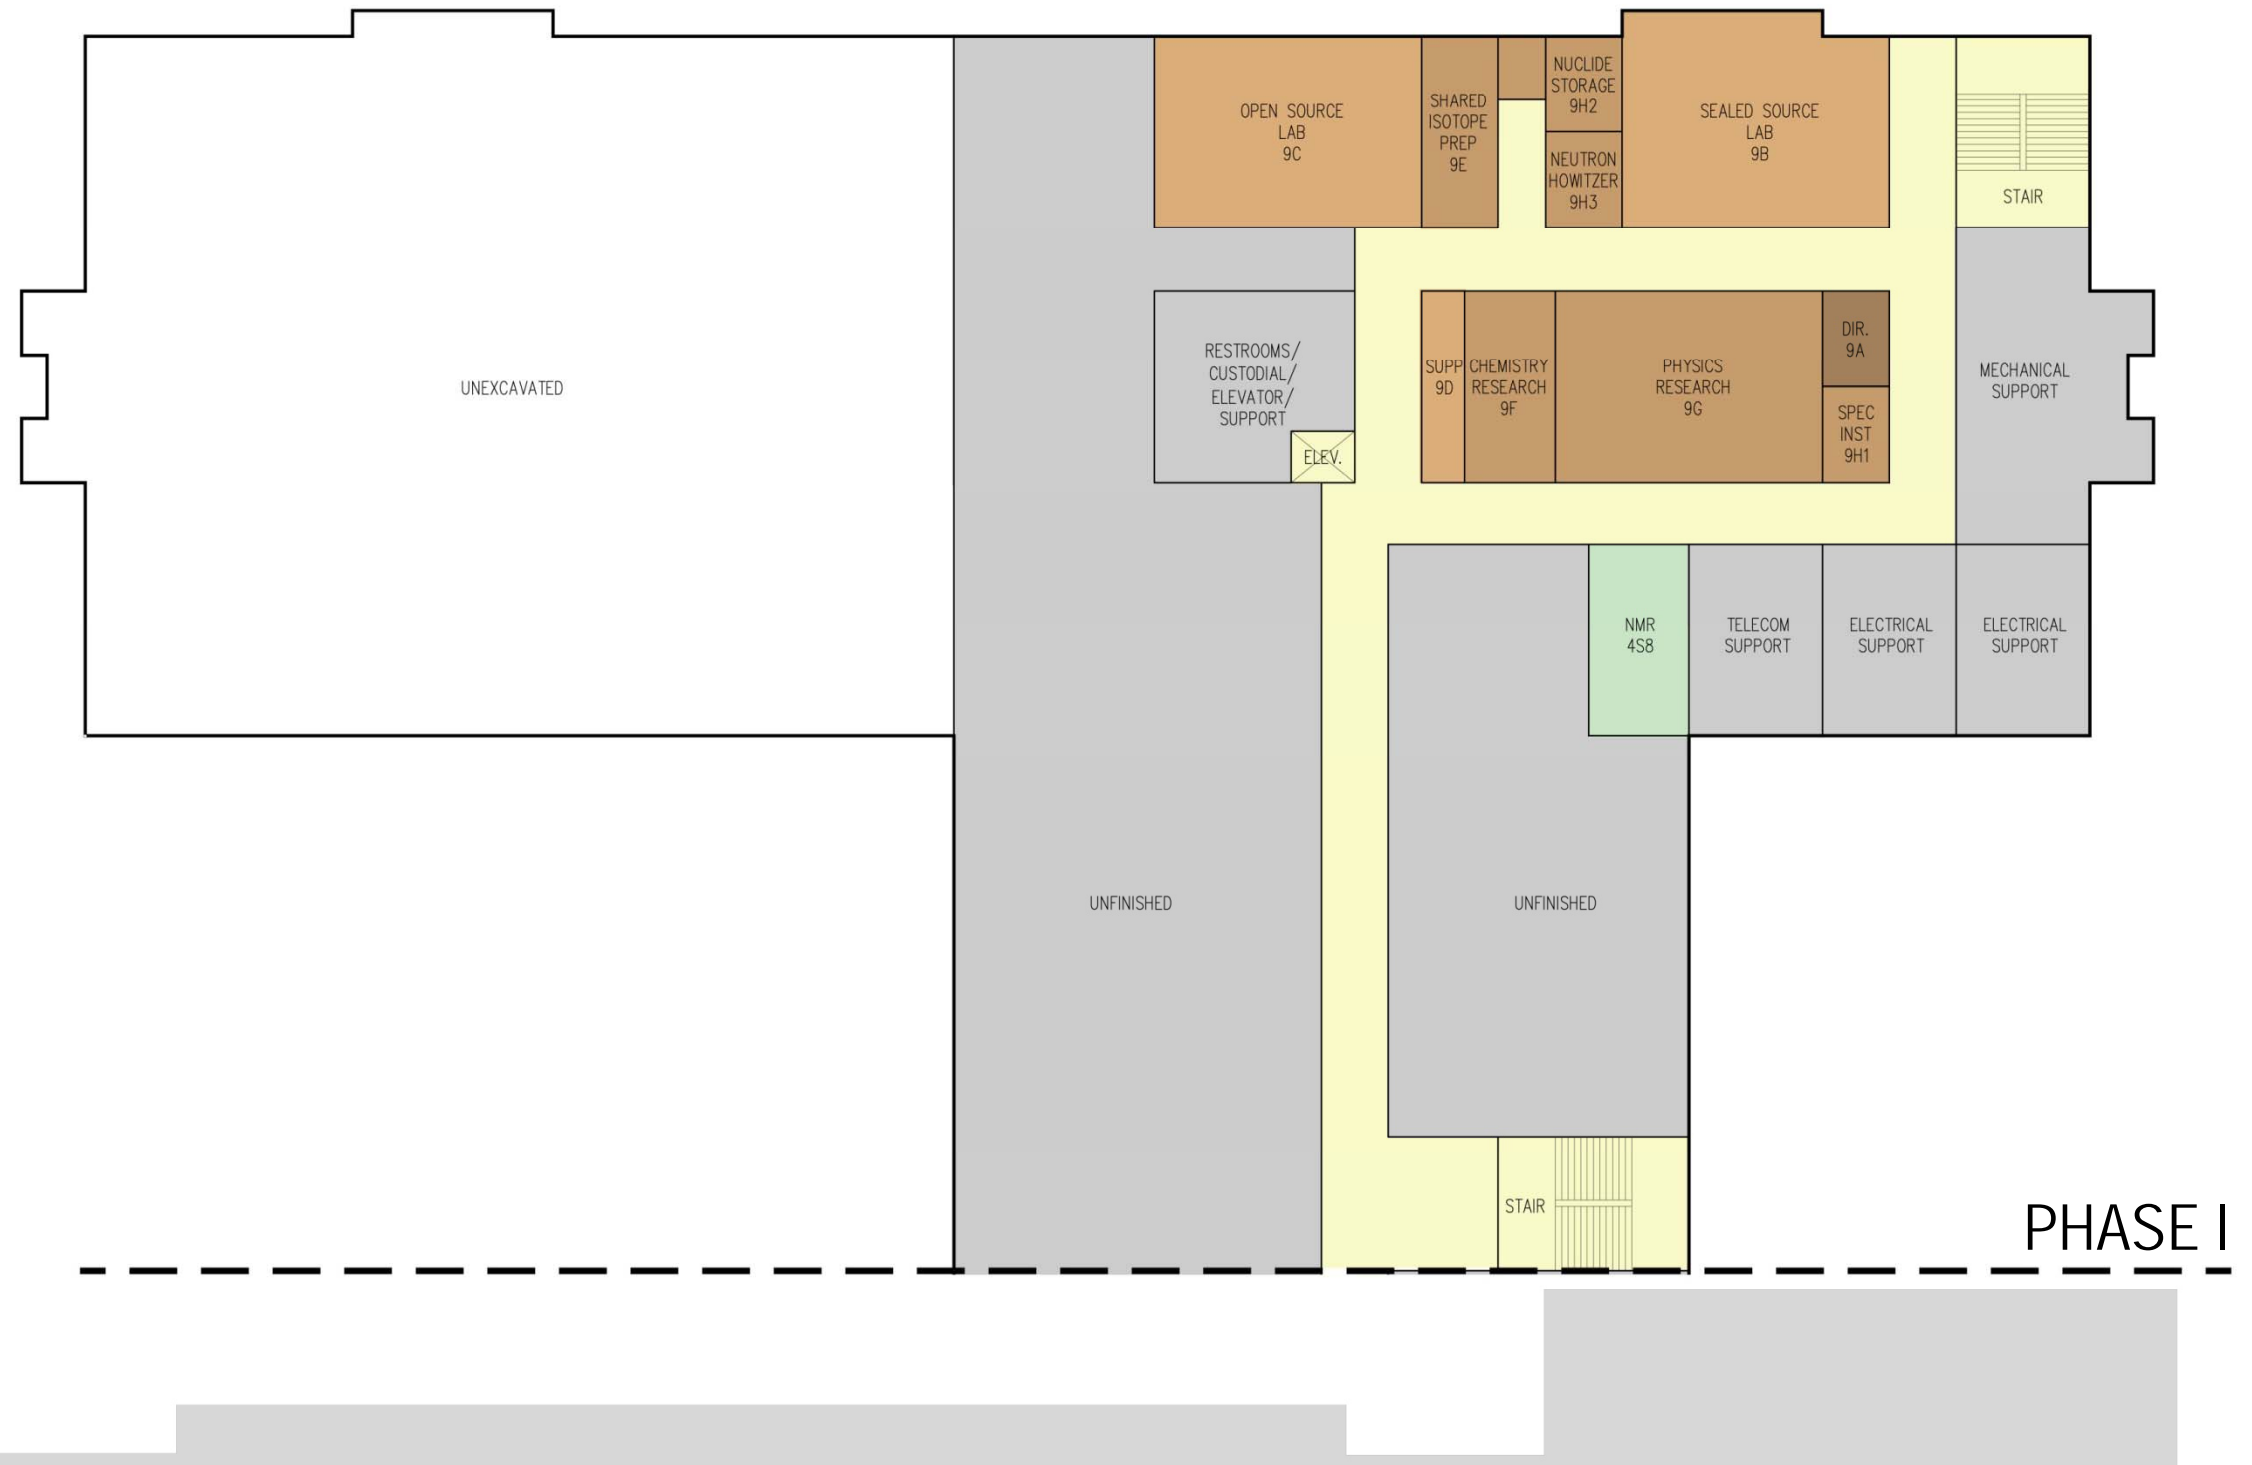 OPEN SOURCE
LAB
9C
SHARED
ISOTOPE
PREP
9E
NUCLIDE
STORAGE
9H2
NEUTRON
HOWITZER
9H3
SEALED SOURCE
LAB
9B
STAIR
UNEXCAVATED
RESTROOMS/
CUSTODIAL/
ELEVATOR/
SUPPORT
ELEV.
SUPP
9D
CHEMISTRY
RESEARCH
9F
PHYSICS
RESEARCH
9G
DIR.
9A
SPEC
INST
9H1
MECHANICAL
SUPPORT
NMR
4S8
TELECOM
SUPPORT
ELECTRICAL
SUPPORT
ELECTRICAL
SUPPORT
UNFINISHED
UNFINISHED
STAIR
PHASE I